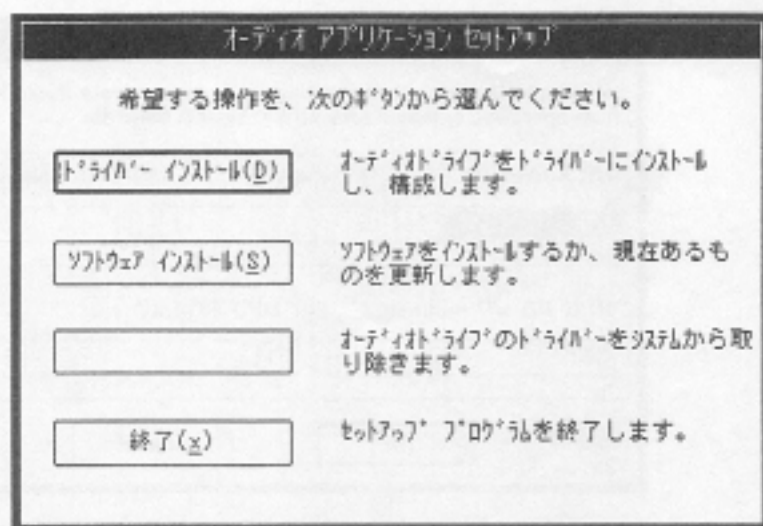 オーディオ アプリケーション セットアップ
希望する操作を、次のボタンから選んでください。
ドライバー インストール(D)
オーディオドライブをドライバーにインストール
し、構成します。
ソフトウェア インストール(S)
ソフトウェアをインストールするか、現在あるも
のを更新します。
オーディオドライブのドライバーをシステムから取
り除きます。
終了(x)
セットアップ プログラムを終了します。